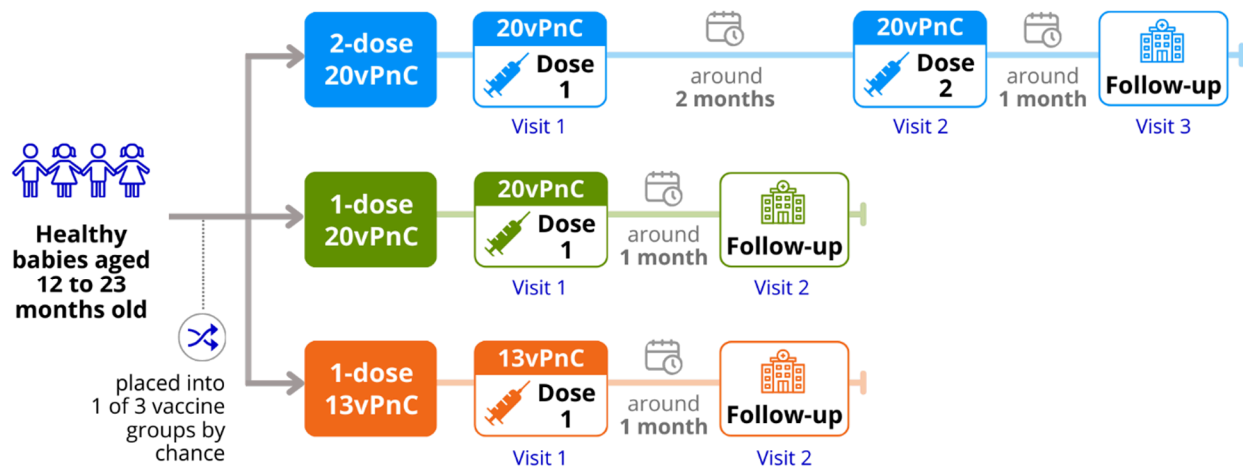 Healthy
babies aged
12 to 23
months old
placed into
1 of 3 vaccine
groups by
chance
2-dose
20vPnC
20vPnC
Dose
1
Visit 1
around
2 months
20vPnC
Dose
2
Visit 2
around
1 month
Follow-up
Visit 3
1-dose
20vPnC
20vPnC
Dose
1
Visit 1
around
1 month
Follow-up
Visit 2
1-dose
13vPnC
13vPnC
Dose
1
Visit 1
around
1 month
Follow-up
Visit 2